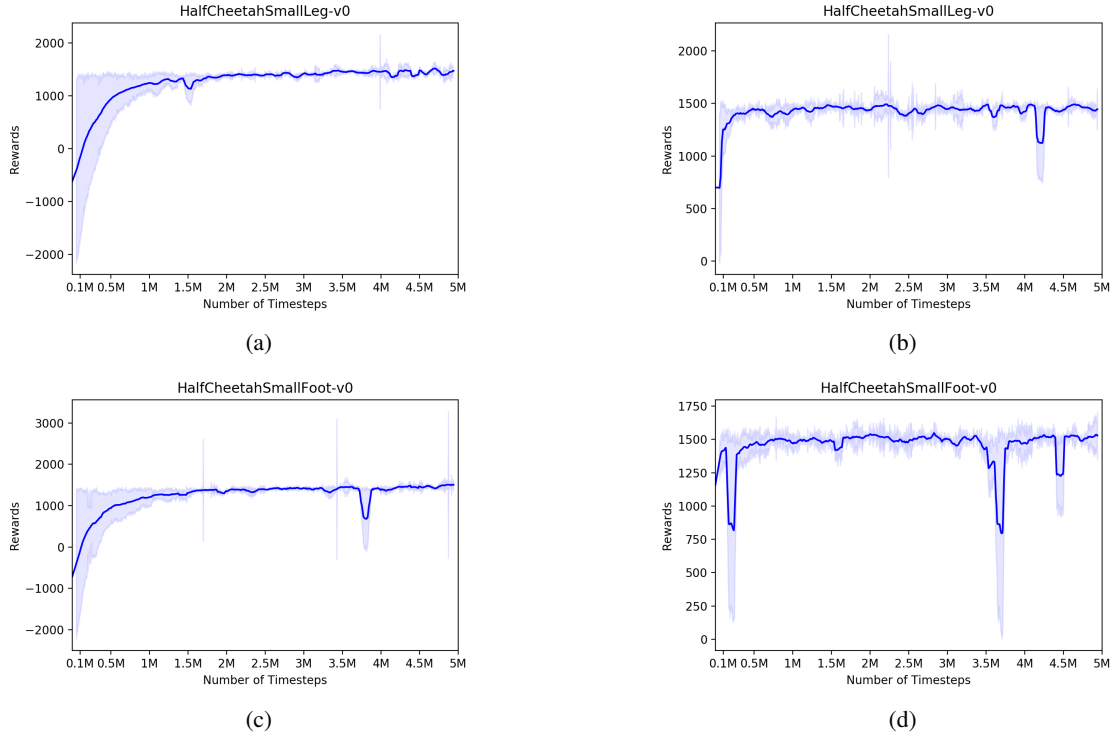 HalfCheetahSmallLeg-v0
2000
1000
0
−1000
−2000
Rewards
0.1M 0.5M 1M 1.5M 2M 2.5M 3M 3.5M 4M 4.5M 5M
Number of Timesteps
(a)
HalfCheetahSmallLeg-v0
2000
1500
1000
500
0
Rewards
0.1M 0.5M 1M 1.5M 2M 2.5M 3M 3.5M 4M 4.5M 5M
Number of Timesteps
(b)
HalfCheetahSmallFoot-v0
3000
2000
1000
0
−1000
−2000
Rewards
0.1M 0.5M 1M 1.5M 2M 2.5M 3M 3.5M 4M 4.5M 5M
Number of Timesteps
(c)
HalfCheetahSmallFoot-v0
1750
1500
1250
1000
750
500
250
0
Rewards
0.1M 0.5M 1M 1.5M 2M 2.5M 3M 3.5M 4M 4.5M 5M
Number of Timesteps
(d)